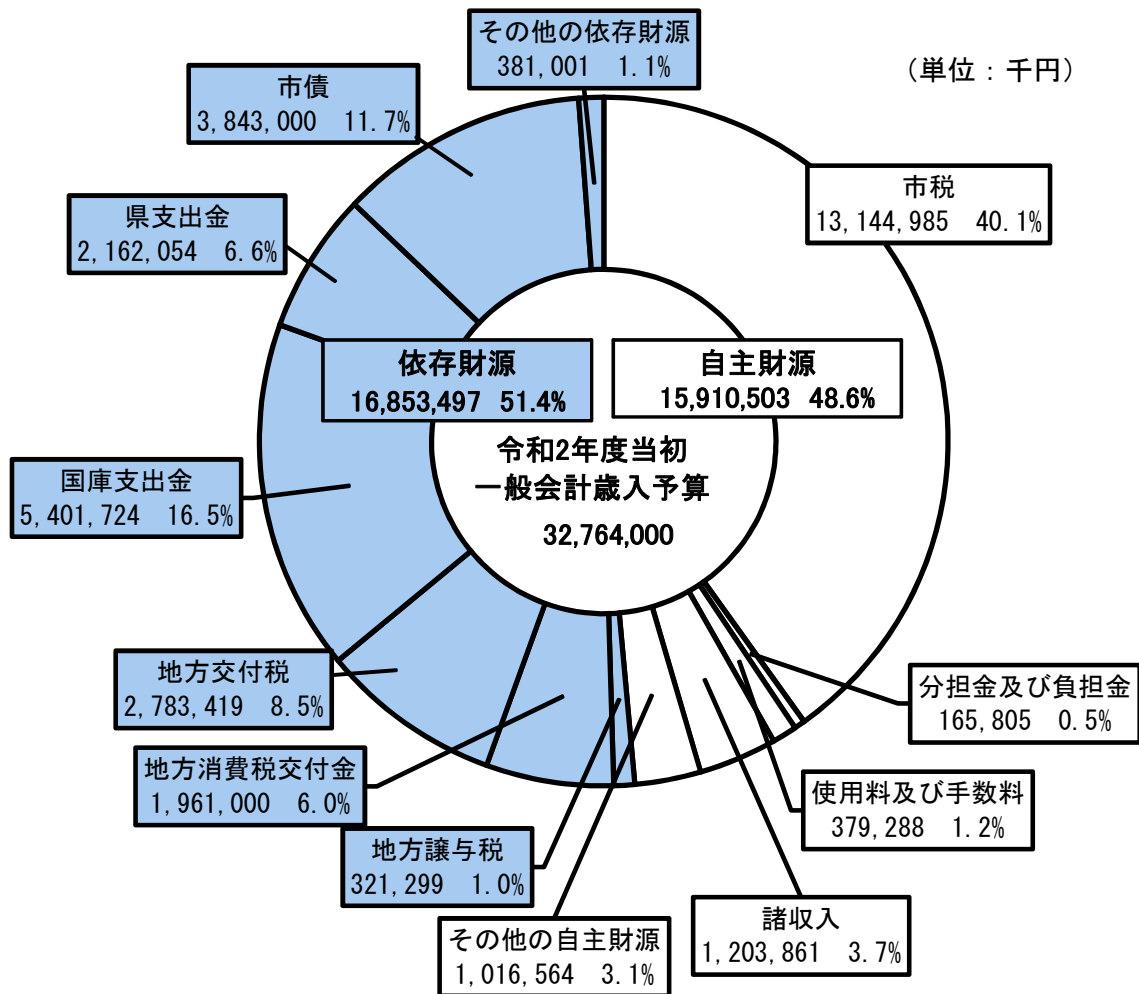 その他の依存財源
381,001 1.1%
（単位：千円）
市債
3,843,000 11.7%
市税
13,144,985 40.1%
県支出金
2,162,054 6.6%
依存財源
16,853,497 51.4%
自主財源
15,910,503 48.6%
令和2年度当初
一般会計歳入予算
32,764,000
国庫支出金
5,401,724 16.5%
地方交付税
2,783,419 8.5%
分担金及び負担金
165,805 0.5%
地方消費税交付金
1,961,000 6.0%
使用料及び手数料
379,288 1.2%
地方譲与税
321,299 1.0%
諸収入
1,203,861 3.7%
その他の自主財源
1,016,564 3.1%